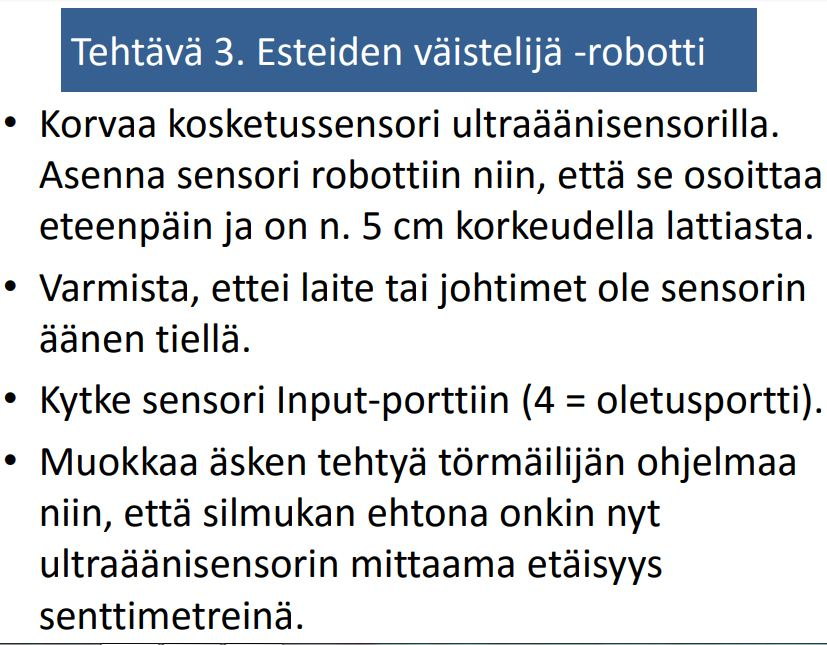 Tehtävä 3. Esteiden väistelijä -robotti
• Korvaa kosketussensori ultraäänisensorilla.
Asenna sensori robottiin niin, että se osoittaa
eteenpäin ja on n. 5 cm korkeudella lattiasta.
• Varmista, ettei laite tai johtimet ole sensorin
äänen tiellä.
• Kytke sensori Input-porttiin (4 = oletusportti).
• Muokkaa äsken tehtyä törmäilijän ohjelmaa
niin, että silmukan ehtona onkin nyt
ultraäänisensorin mittaama etäisyys
senttimetreinä.